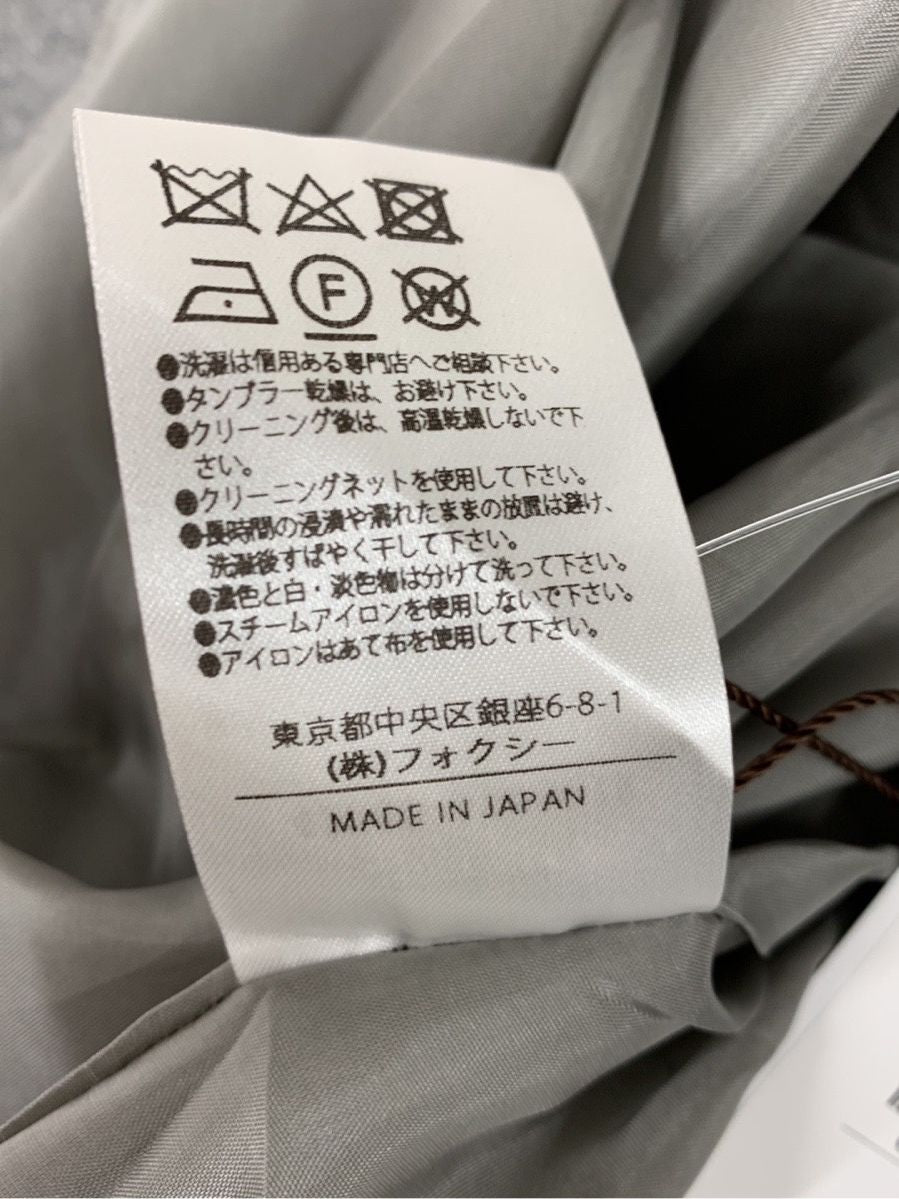 F
W
●洗濯は信用ある専門店へご相談下さい。
●タンブラー乾燥は、お避け下さい。
●クリーニング後は、高温乾燥しないで下
さい。
●クリーニングネットを使用して下さい。
●長時間の浸漬や濡れたままの放置は避け、
洗濯後すばやく干して下さい。
●濃色と白・淡色物は分けて洗って下さい。
●スチームアイロンを使用しないで下さい。
●アイロンはあて布を使用して下さい。
東京都中央区銀座6-8-1
(株)フォクシー
MADE IN JAPAN